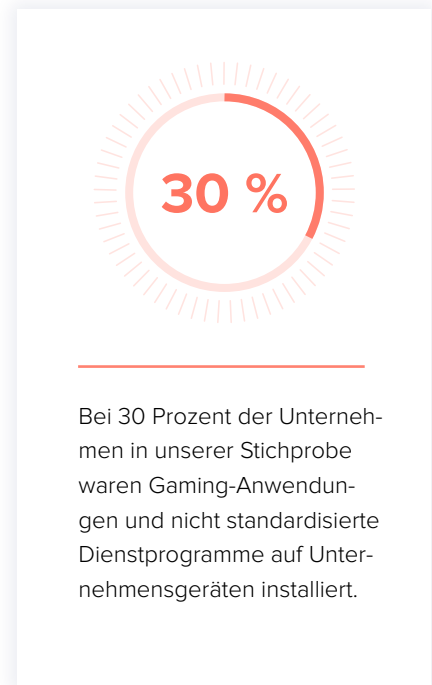 30 %
Bei 30 Prozent der Unterneh-
men in unserer Stichprobe
waren Gaming-Anwendun-
gen und nicht standardisierte
Dienstprogramme auf Unter-
nehmensgeräten installiert.